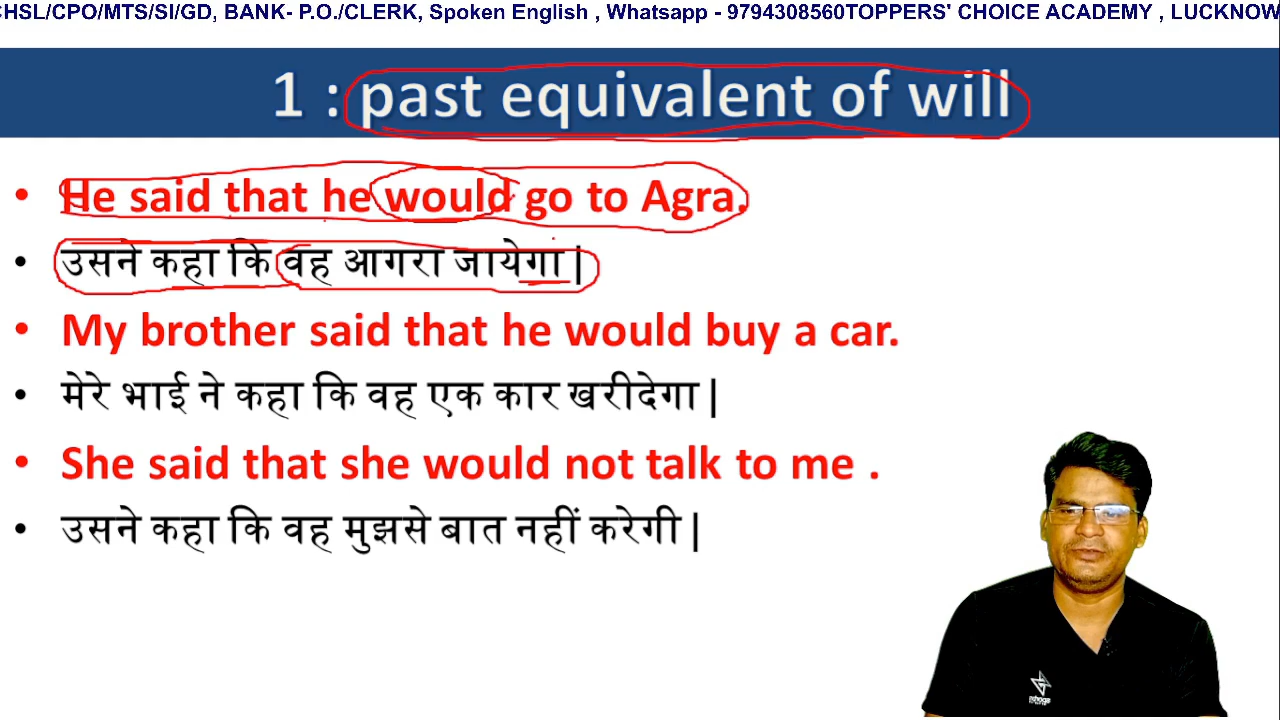 CHSL/CPO/MTS/SI/GD, BANK- P.O./CLERK, Spoken English , Whatsapp - 9794308560TOPPERS' CHOICE ACADEMY , LUCKNOW
1 : past equivalent of will
• He said that he would go to Agra.
• उसने कहा कि वह आगरा जायेगा|
• My brother said that he would buy a car.
• मेरे भाई ने कहा कि वह एक कार खरीदेगा|
• She said that she would not talk to me .
• उसने कहा कि वह मुझसे बात नहीं करेगी|